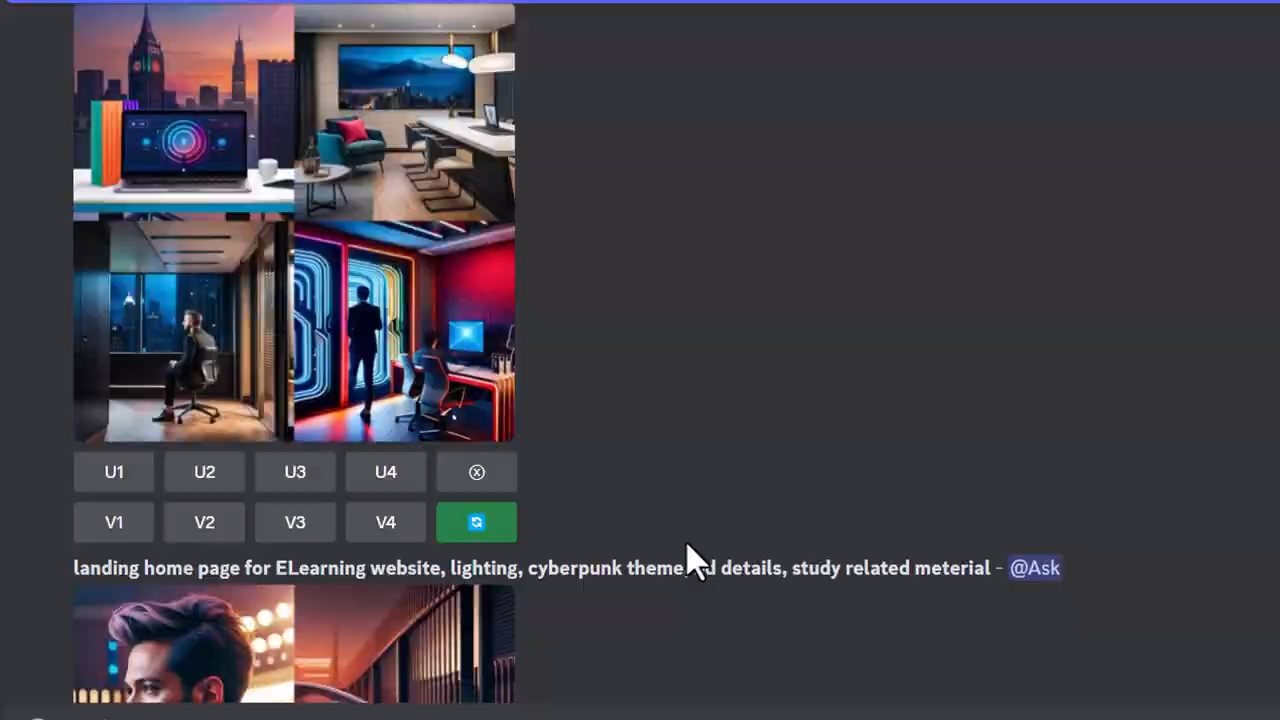 U1 U2 U3 U4
V1 V2 V3 V4
landing home page for ELearning website, lighting, cyberpunk theme details, study related meterial - @Ask